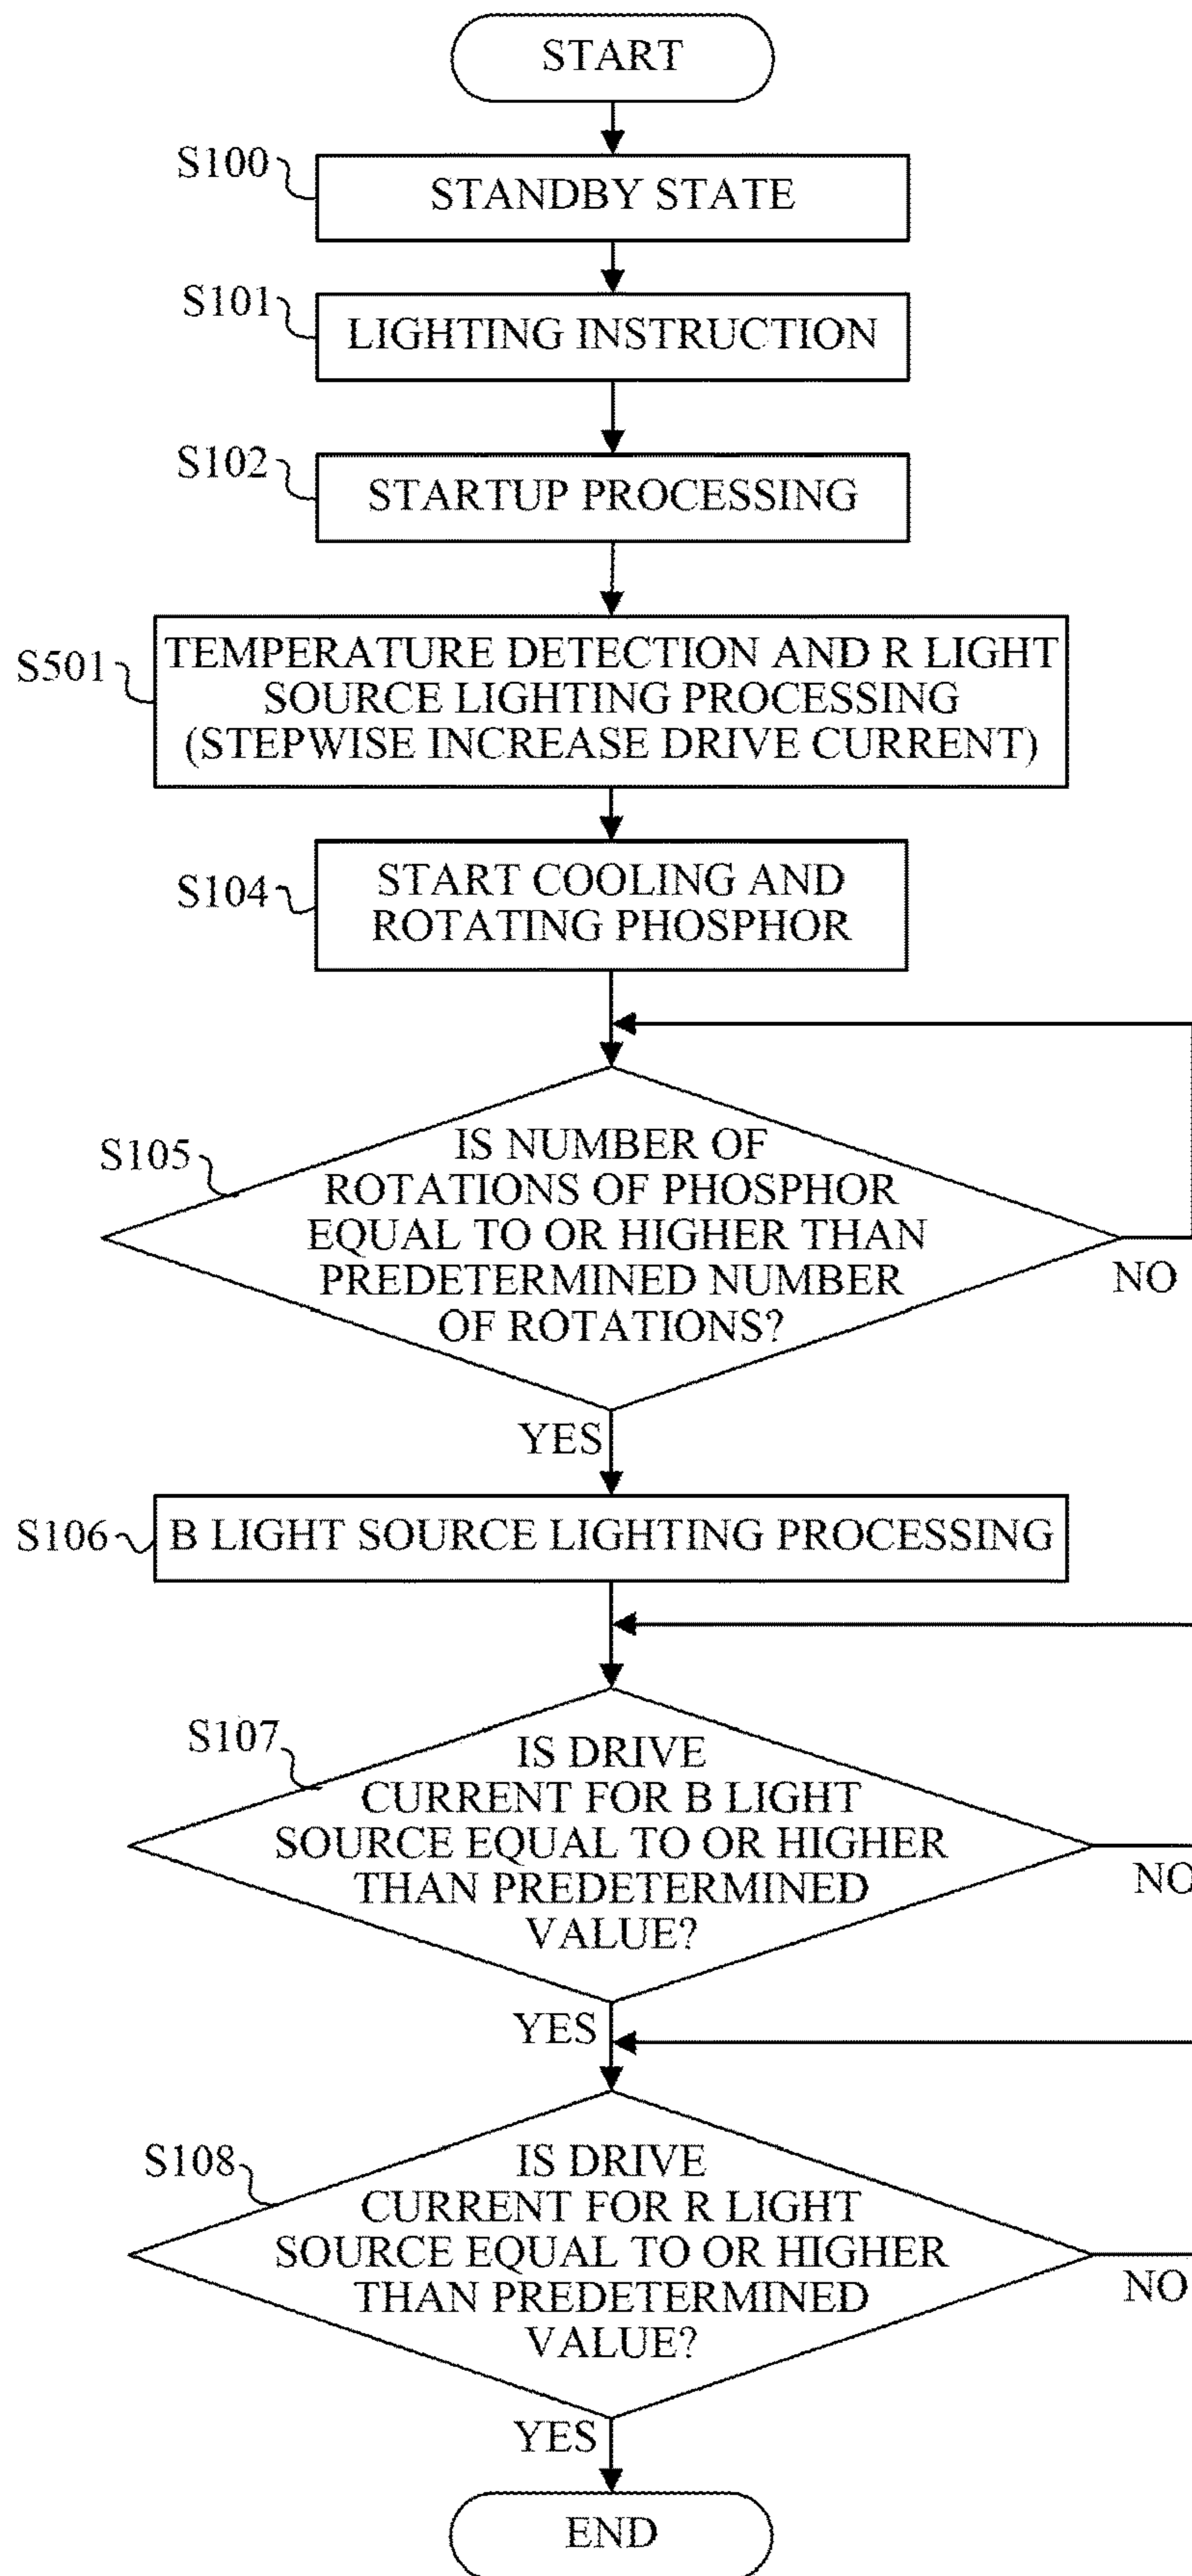 START
S100
STANDBY STATE
S101
LIGHTING INSTRUCTION
S102
STARTUP PROCESSING
S501
TEMPERATURE DETECTION AND R LIGHT
SOURCE LIGHTING PROCESSING
(STEPWISE INCREASE DRIVE CURRENT)
S104
START COOLING AND
ROTATING PHOSPHOR
S105
IS NUMBER OF
ROTATIONS OF PHOSPHOR
EQUAL TO OR HIGHER THAN
PREDETERMINED NUMBER
OF ROTATIONS?
NO
YES
S106
B LIGHT SOURCE LIGHTING PROCESSING
S107
IS DRIVE
CURRENT FOR B LIGHT
SOURCE EQUAL TO OR HIGHER
THAN PREDETERMINED
VALUE?
NO
YES
S108
IS DRIVE
CURRENT FOR R LIGHT
SOURCE EQUAL TO OR HIGHER
THAN PREDETERMINED
VALUE?
NO
YES
END